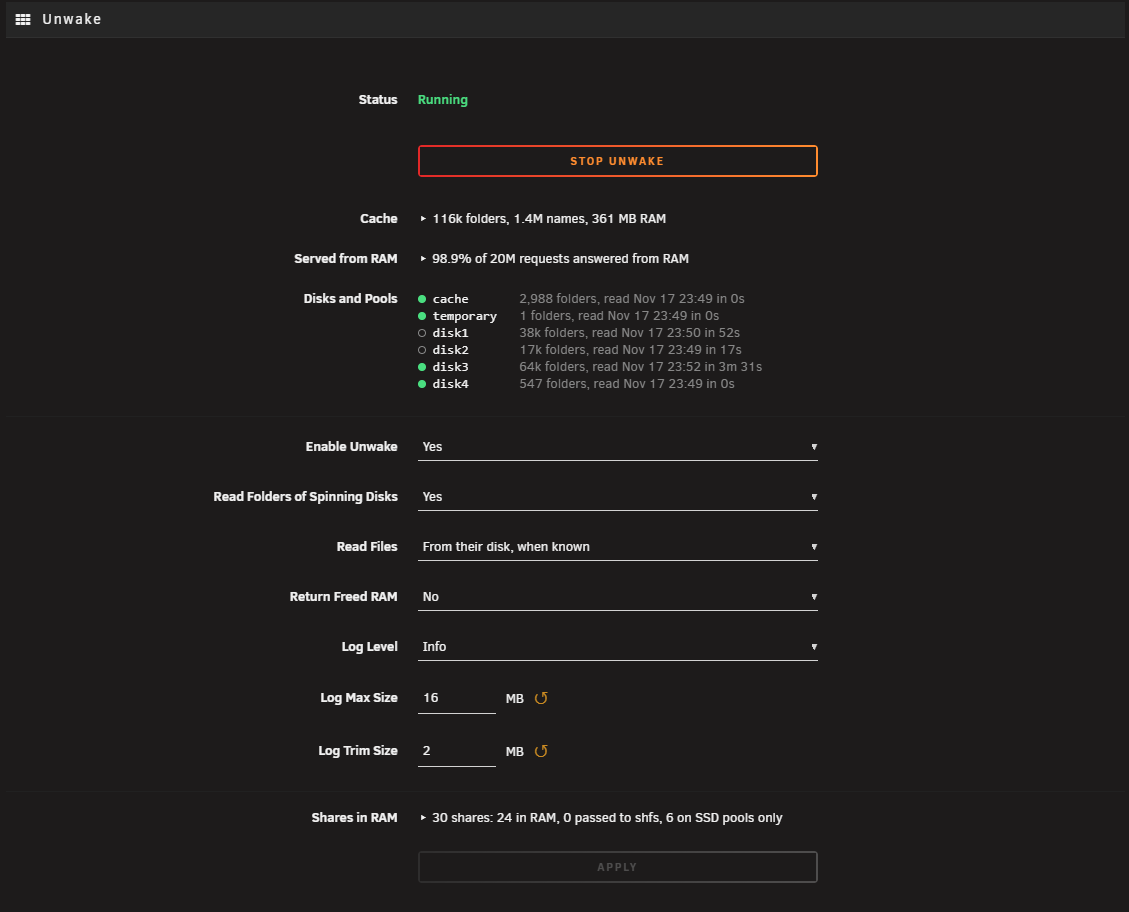 Unwake
Status Running
STOP UNWAKE
Cache ▸ 116k folders, 1.4M names, 361 MB RAM
Served from RAM ▸ 98.9% of 20M requests answered from RAM
Disks and Pools cache 2,988 folders, read Nov 17 23:49 in 0s
temporary 1 folders, read Nov 17 23:49 in 0s
disk1 38k folders, read Nov 17 23:50 in 52s
disk2 17k folders, read Nov 17 23:49 in 17s
disk3 64k folders, read Nov 17 23:52 in 3m 31s
disk4 547 folders, read Nov 17 23:49 in 0s
Enable Unwake Yes
Read Folders of Spinning Disks Yes
Read Files From their disk, when known
Return Freed RAM No
Log Level Info
Log Max Size 16 MB
Log Trim Size 2 MB
Shares in RAM ▸ 30 shares: 24 in RAM, 0 passed to shfs, 6 on SSD pools only
APPLY